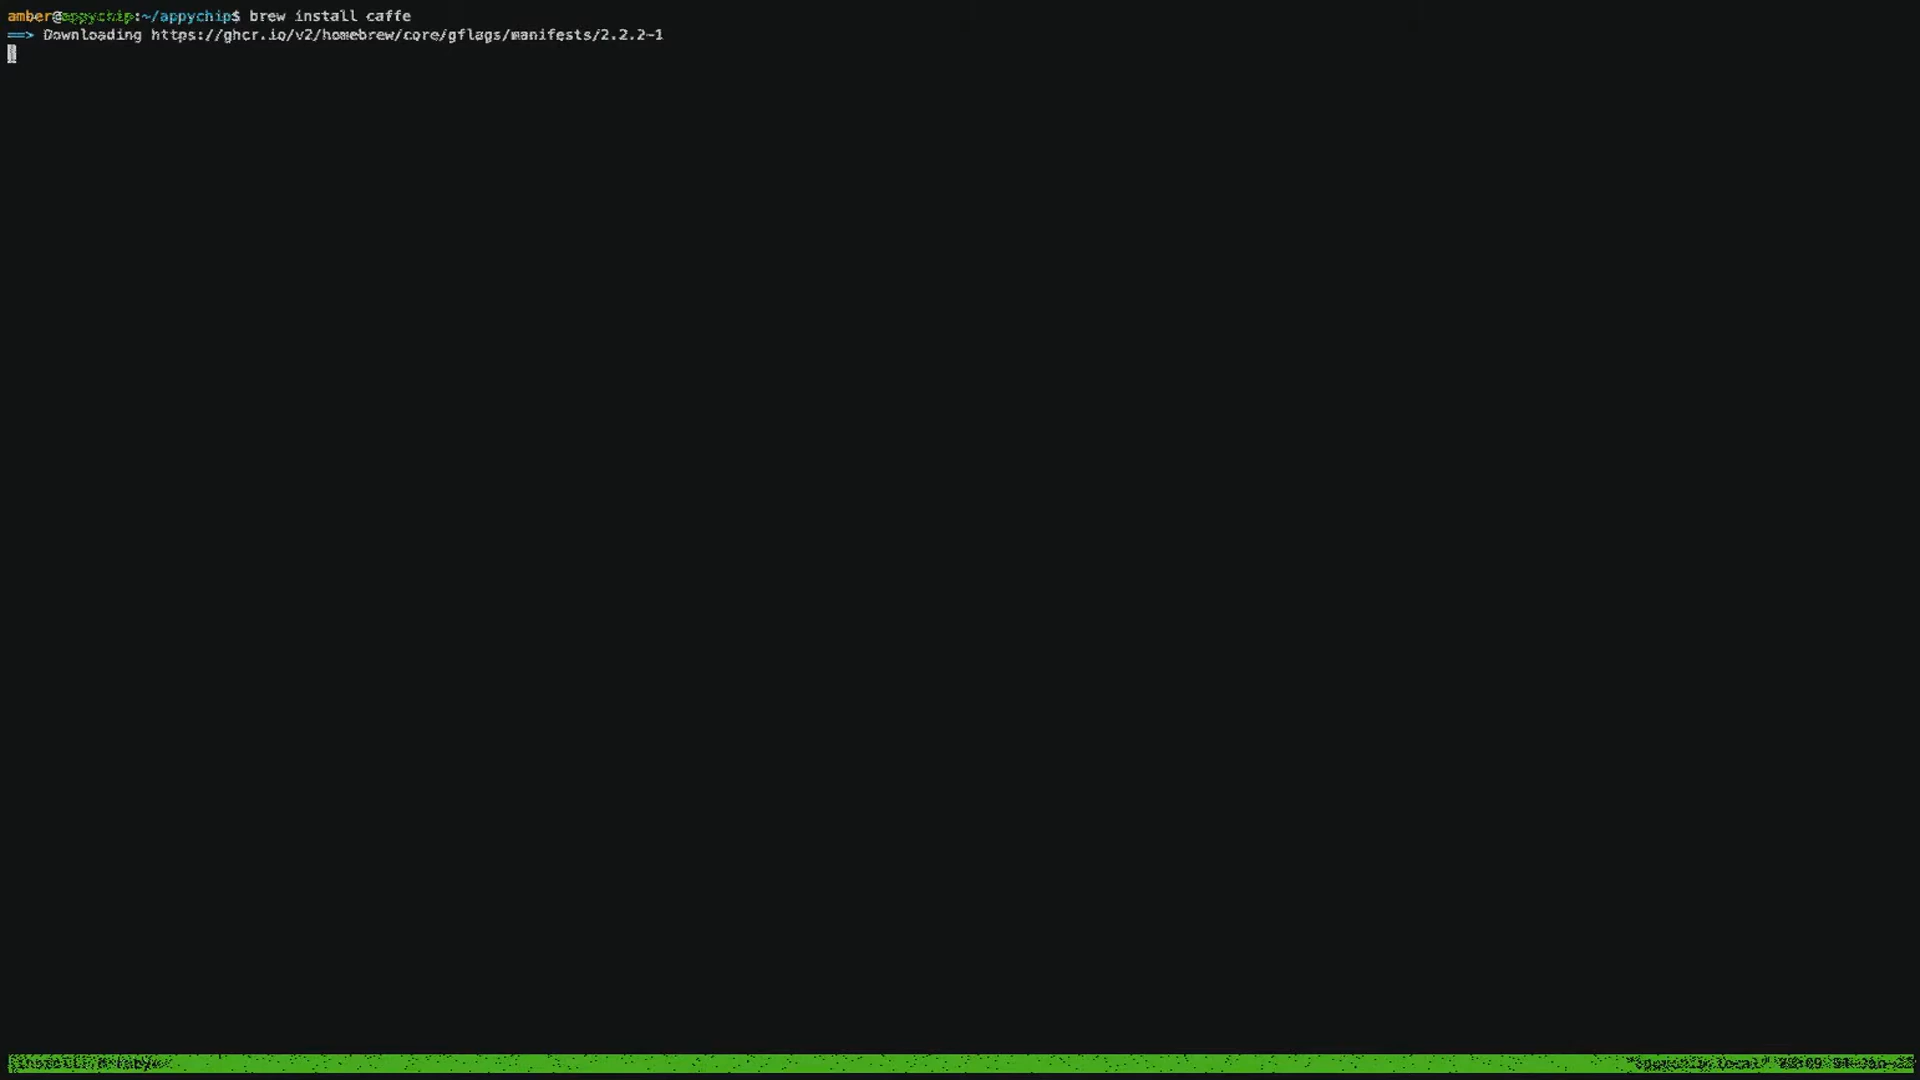 amber@appychip:~/appychip$ brew install caffe
==> Downloading https://ghcr.io/v2/homebrew/core/gflags/manifests/2.2.2-1